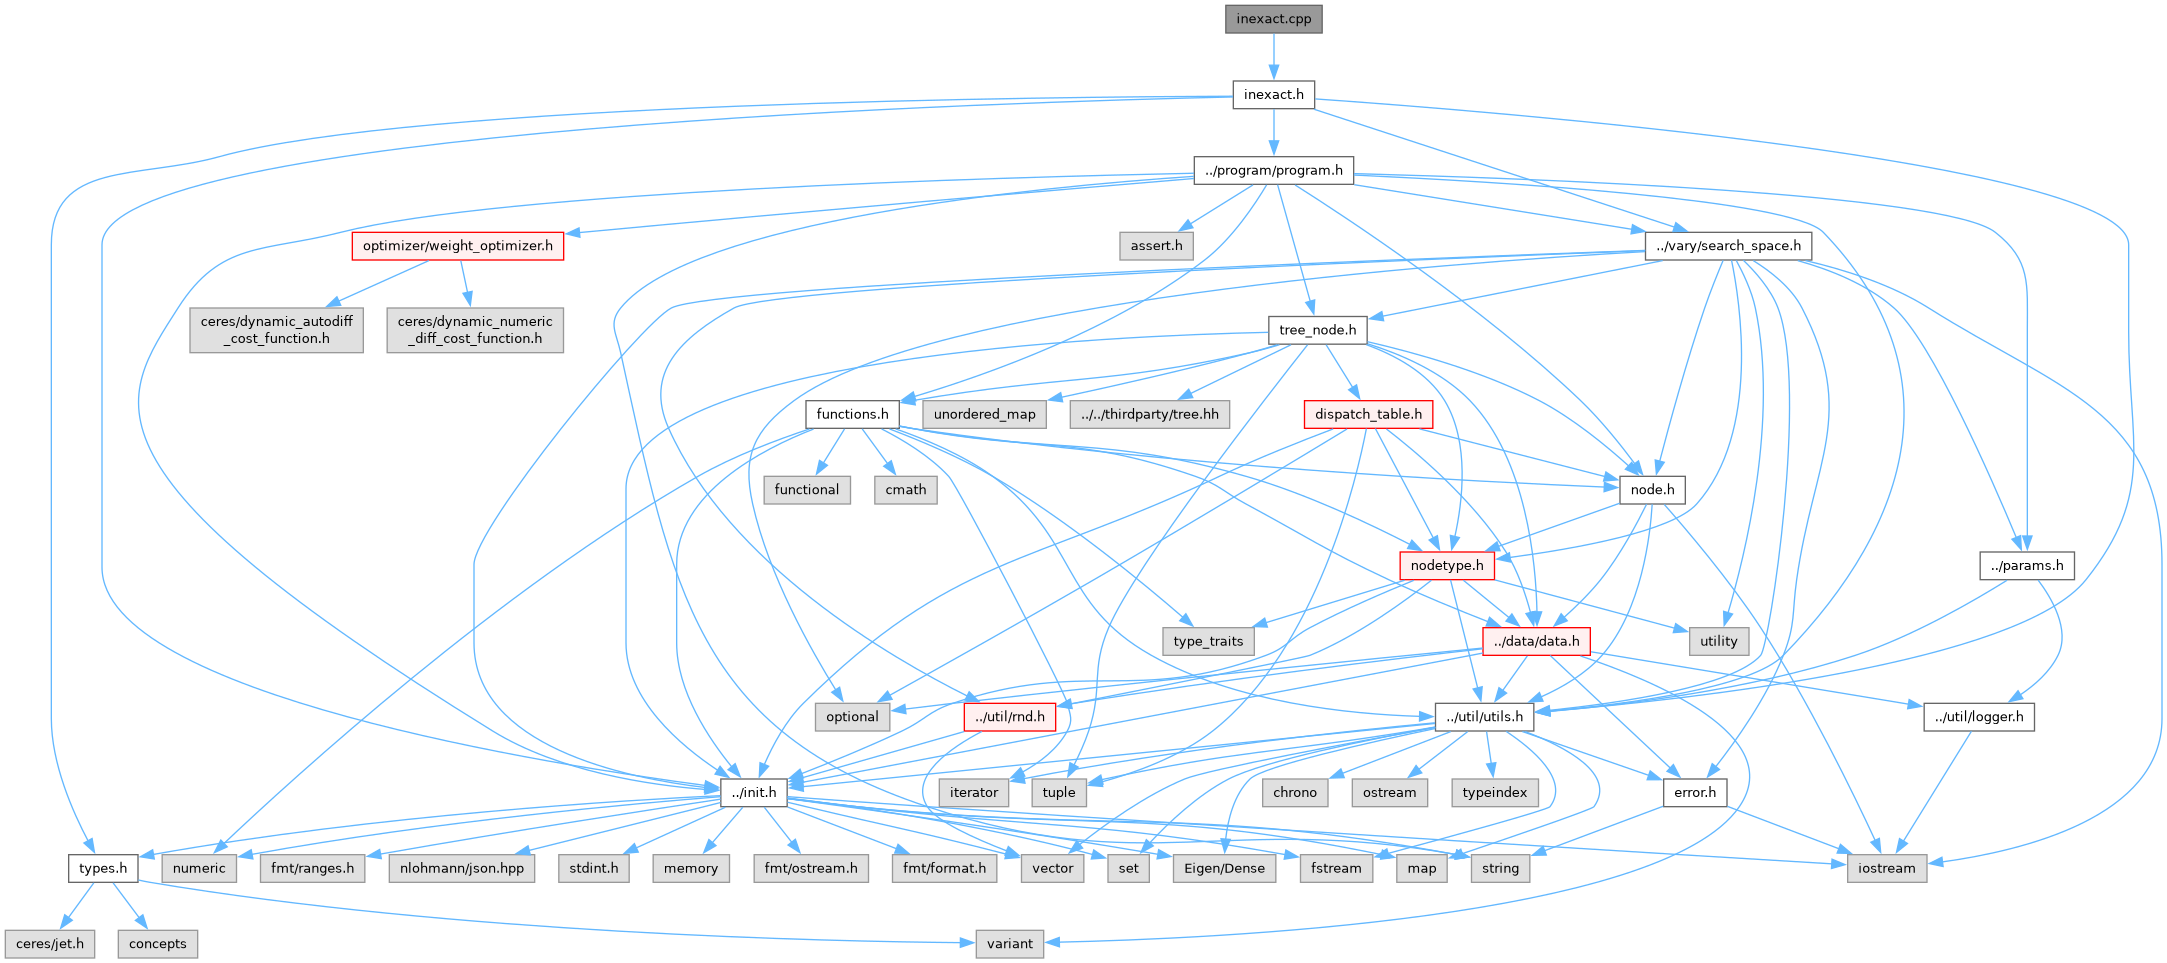 inexact.cpp
inexact.h
../program/program.h
optimizer/weight_optimizer.h
assert.h
../vary/search_space.h
ceres/dynamic_autodiff
_cost_function.h
ceres/dynamic_numeric
_diff_cost_function.h
tree_node.h
functions.h
unordered_map
../../thirdparty/tree.hh
dispatch_table.h
functional
cmath
node.h
nodetype.h
../params.h
type_traits
../data/data.h
utility
optional
../util/rnd.h
../util/utils.h
../util/logger.h
../init.h
iterator
tuple
chrono
ostream
typeindex
error.h
types.h
numeric
fmt/ranges.h
nlohmann/json.hpp
stdint.h
memory
fmt/ostream.h
fmt/format.h
vector
set
Eigen/Dense
fstream
map
string
iostream
ceres/jet.h
concepts
variant